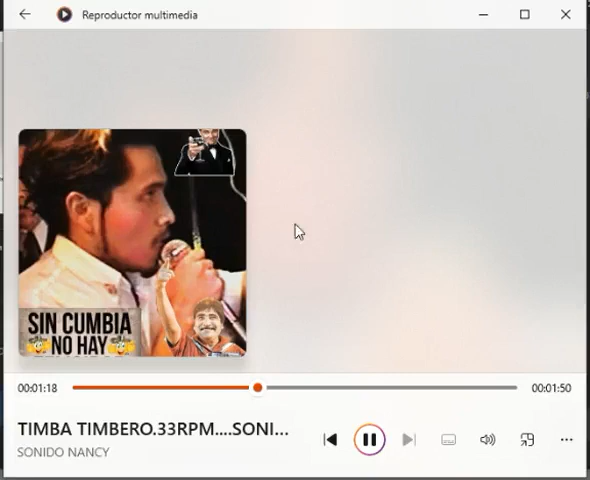 Reproductor multimedia
SIN CUMBIA
NO HAY
00:01:18
00:01:50
TIMBA TIMBERO.33RPM....SONI...
SONIDO NANCY